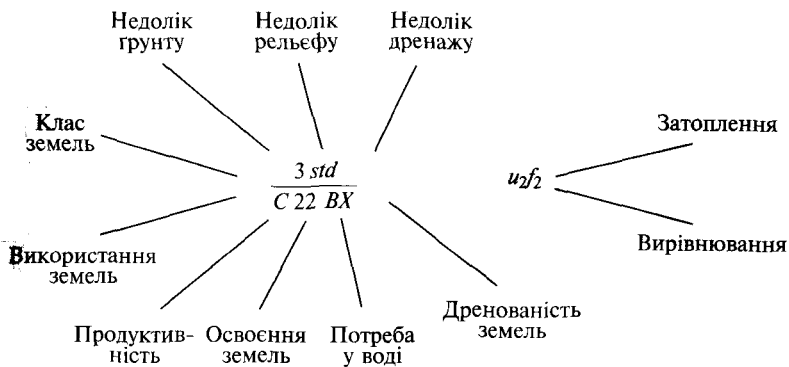 Недолік
ґрунту
Недолік
рельєфу
Недолік
дренажу
Клас
земель
3 std
C 22 BX
u₂f₂
Затоплення
Вирівнювання
Використання
земель
Продуктив-
ність
Освоєння
земель
Потреба
у воді
Дренованість
земель